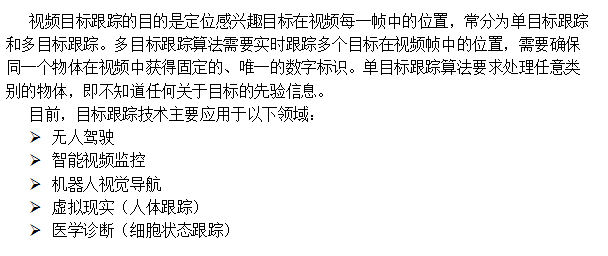 视频目标跟踪的目的是定位感兴趣目标在视频每一帧中的位置，常分为单目标跟踪
和多目标跟踪。多目标跟踪算法需要实时跟踪多个目标在视频帧中的位置，需要确保
同一个物体在视频中获得固定的、唯一的数字标识。单目标跟踪算法要求处理任意类
别的物体，即不知道任何关于目标的先验信息。
目前，目标跟踪技术主要应用于以下领域：
➢ 无人驾驶
➢ 智能视频监控
➢ 机器人视觉导航
➢ 虚拟现实（人体跟踪）
➢ 医学诊断（细胞状态跟踪）